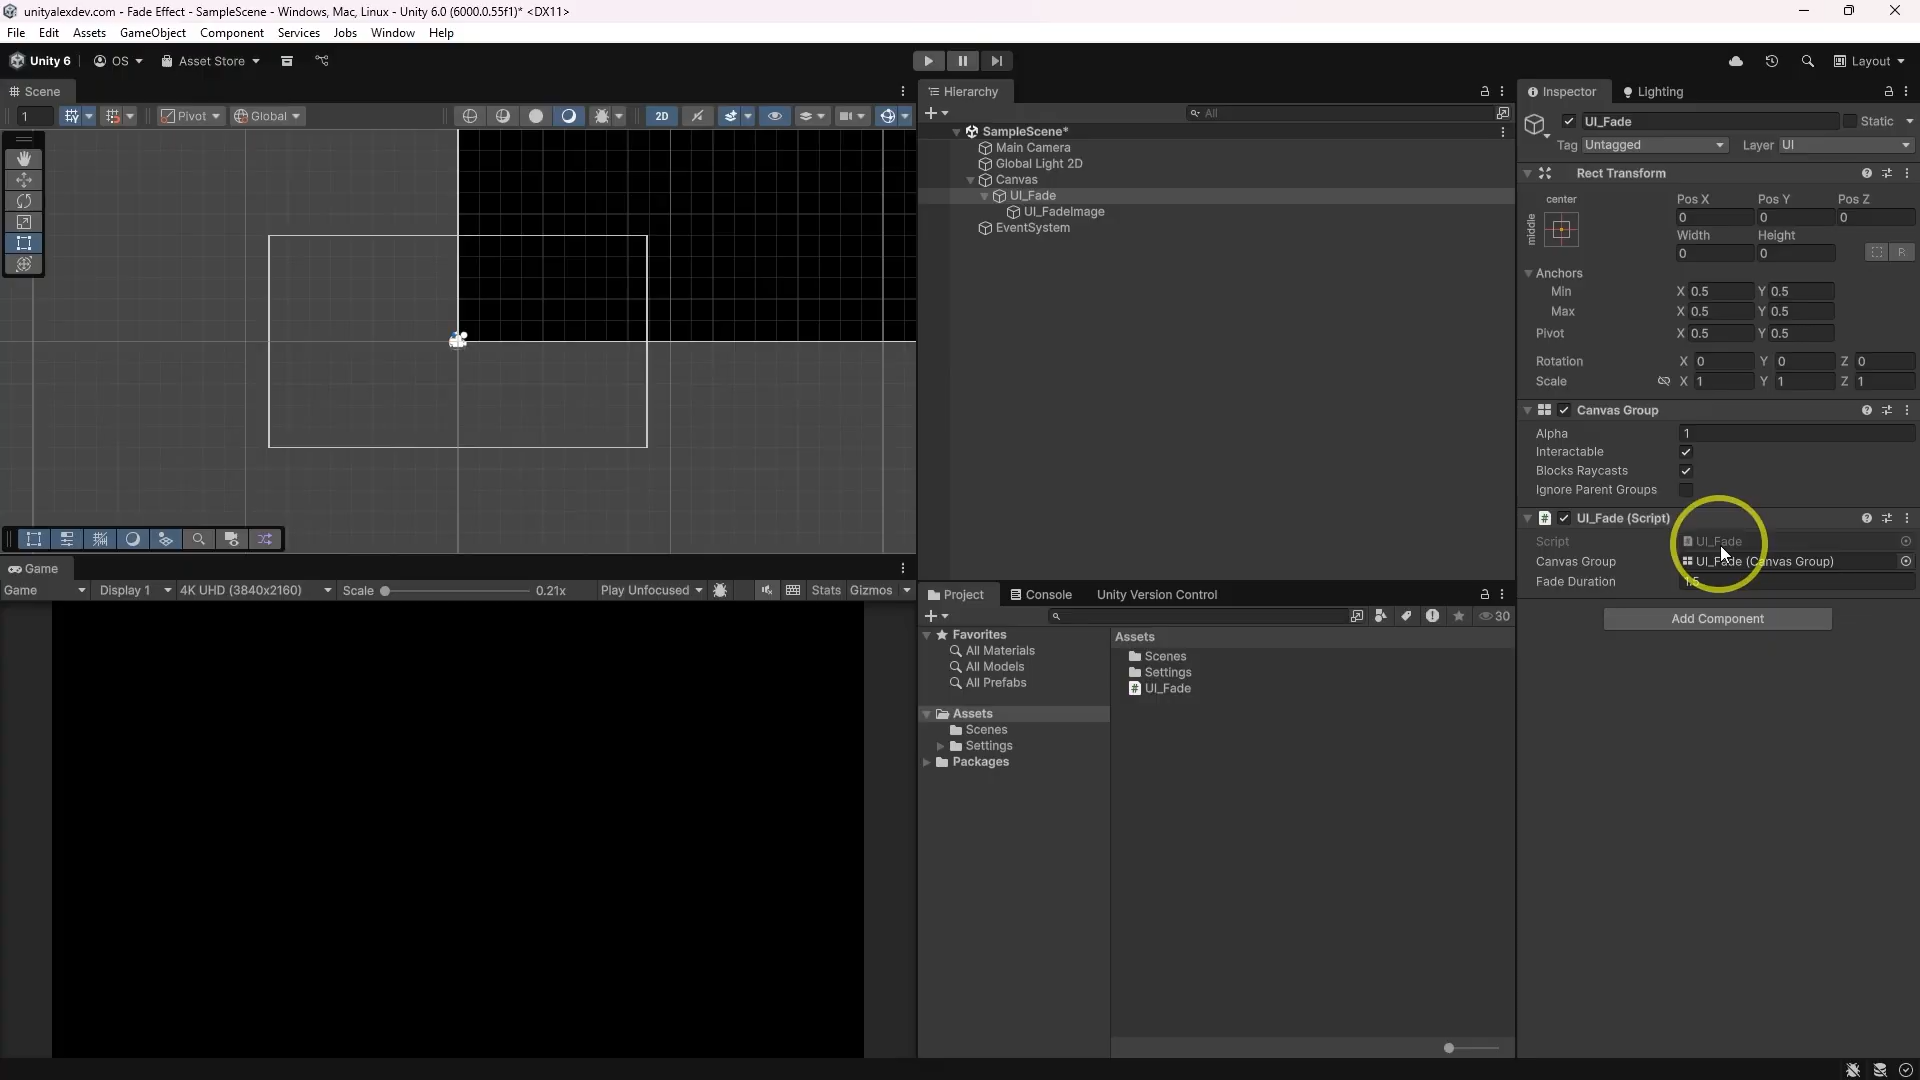 unityalexdev.com - Fade Effect - SampleScene - Windows, Mac, Linux - Unity 6.0 (6000.0.55f1)* <DX11>
File Edit Assets GameObject Component Services Jobs Window Help
Unity 6 OS Asset Store Layout
Scene
1 Pivot Global 2D
Hierarchy
All
SampleScene*
Main Camera
Global Light 2D
Canvas
UI_Fade
UI_FadeImage
EventSystem
Inspector Lighting
UI_Fade Static
Tag Untagged Layer UI
Rect Transform
center Pos X Pos Y Pos Z
middle 0 0 0
Width Height
0 0 R
Anchors
Min X 0.5 Y 0.5
Max X 0.5 Y 0.5
Pivot X 0.5 Y 0.5
Rotation X 0 Y 0 Z 0
Scale X 1 Y 1 Z 1
Canvas Group
Alpha 1
Interactable
Blocks Raycasts
Ignore Parent Groups
# UI_Fade (Script)
Script UI_Fade
Canvas Group UI_Fade (Canvas Group)
Fade Duration 1.5
Add Component
Game
Game Display 1 4K UHD (3840x2160) Scale 0.21x Play Unfocused Stats Gizmos
Project Console Unity Version Control
30
Favorites
All Materials
All Models
All Prefabs
Assets
Scenes
Settings
Packages
Assets
Scenes
Settings
# UI_Fade